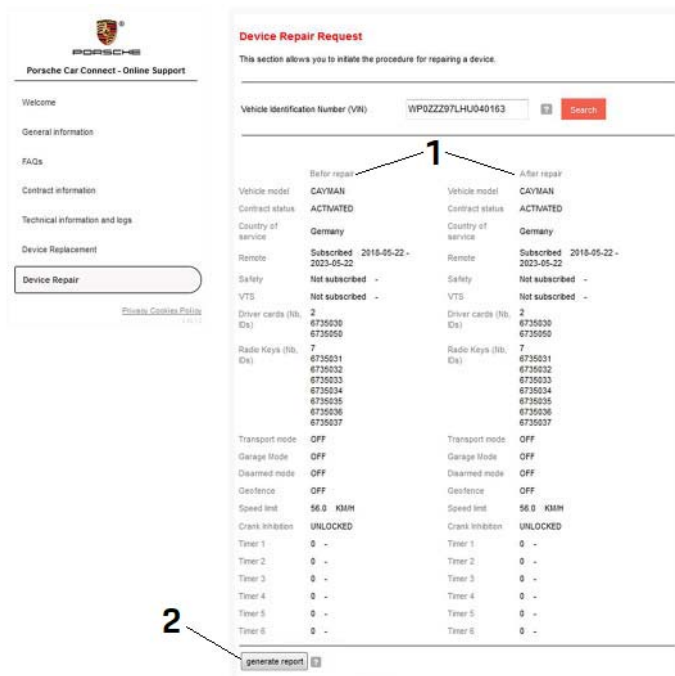 PORSCHE
Porsche Car Connect - Online Support
Welcome
General information
FAQs
Contract information
Technical information and logs
Device Replacement
Device Repair
Privacy Cookies Policy
Device Repair Request
This section allows you to initiate the procedure for repairing a device.
Vehicle Identification Number (VIN) WP0ZZZ97LHU040163 ? Search
1
Befor repair After repair
Vehicle model CAYMAN Vehicle model CAYMAN
Contract status ACTIVATED Contract status ACTIVATED
Country of service Germany Country of service Germany
Remote Subscribed 2018-05-22 - 2023-05-22 Remote Subscribed 2018-05-22 - 2023-05-22
Safety Not subscribed - Safety Not subscribed -
VTS Not subscribed - VTS Not subscribed -
Driver cards (Nb, IDs) 2 Driver cards (Nb, IDs) 2
6735030 6735030
6735050 6735050
Radio Keys (Nb, IDs) 7 Radio Keys (Nb, IDs) 7
6735031 6735031
6735032 6735032
6735033 6735033
6735034 6735034
6735035 6735035
6735036 6735036
6735037 6735037
Transport mode OFF Transport mode OFF
Garage Mode OFF Garage Mode OFF
Disarmed mode OFF Disarmed mode OFF
Geofence OFF Geofence OFF
Speed limit 56.0 KM/H Speed limit 56.0 KM/H
Crank Inhibition UNLOCKED Crank Inhibition UNLOCKED
Timer 1 0 - Timer 1 0 -
Timer 2 0 - Timer 2 0 -
Timer 3 0 - Timer 3 0 -
Timer 4 0 - Timer 4 0 -
Timer 5 0 - Timer 5 0 -
Timer 6 0 - Timer 6 0 -
2
generate report ?